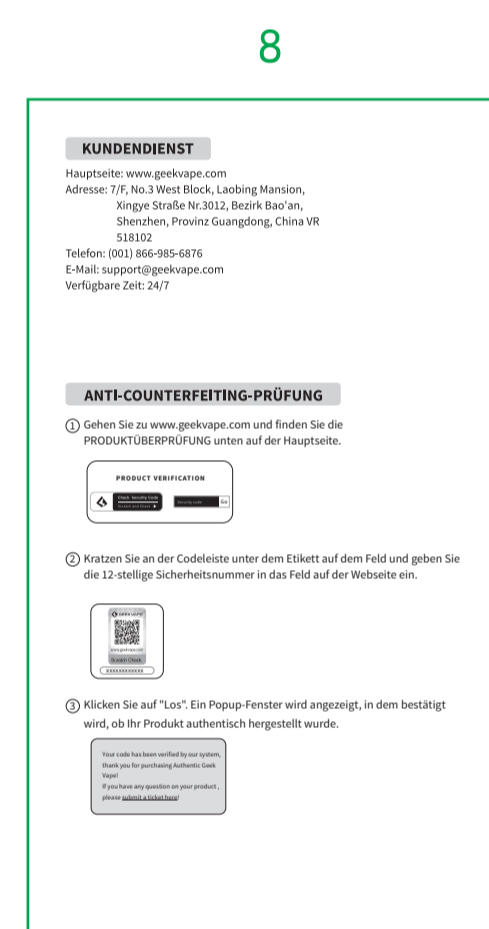 8
KUNDENDIENST
Hauptseite: www.geekvape.com
Adresse: 7/F, No.3 West Block, Laobing Mansion,
Xingye Straße Nr.3012, Bezirk Bao'an,
Shenzhen, Provinz Guangdong, China VR
518102
Telefon: (001) 866-985-6876
E-Mail: support@geekvape.com
Verfügbare Zeit: 24/7
ANTI-COUNTERFEITING-PRÜFUNG
① Gehen Sie zu www.geekvape.com und finden Sie die
PRODUKTÜBERPRÜFUNG unten auf der Hauptseite.
PRODUCT VERIFICATION
Check Security Code
Scratch and Check
Security code
Go
② Kratzen Sie an der Codeleiste unter dem Etikett auf dem Feld und geben Sie
die 12-stellige Sicherheitsnummer in das Feld auf der Webseite ein.
GEEK VAPE
www.geekvape.com
Scratch Check
XXXXXXXXXXXX
③ Klicken Sie auf "Los". Ein Popup-Fenster wird angezeigt, in dem bestätigt
wird, ob Ihr Produkt authentisch hergestellt wurde.
Your code has been verified by our system,
thank you for purchasing Authentic Geek
Vape!
If you have any question on your product ,
please submit a ticket here!